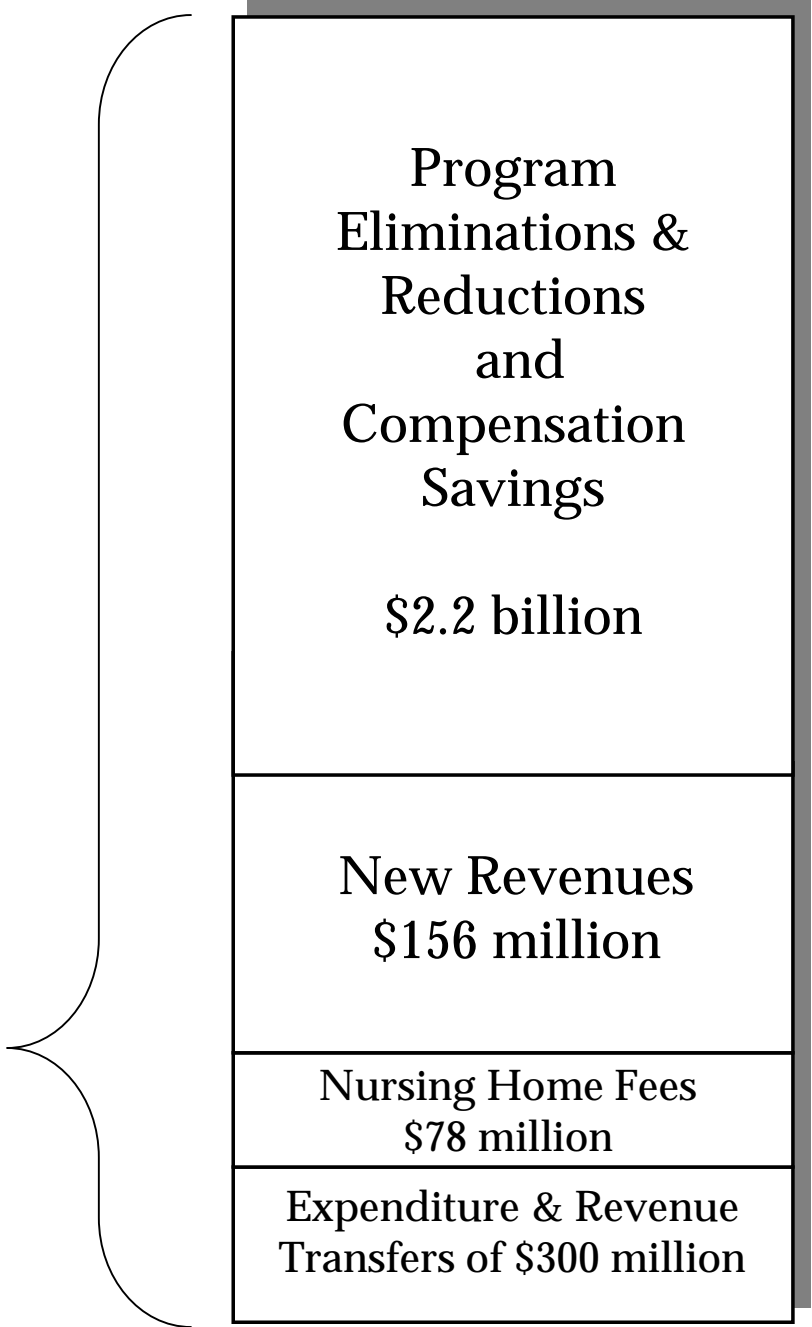 Program
Eliminations &
Reductions
and
Compensation
Savings
$2.2 billion
New Revenues
$156 million
Nursing Home Fees
$78 million
Expenditure & Revenue
Transfers of $300 million